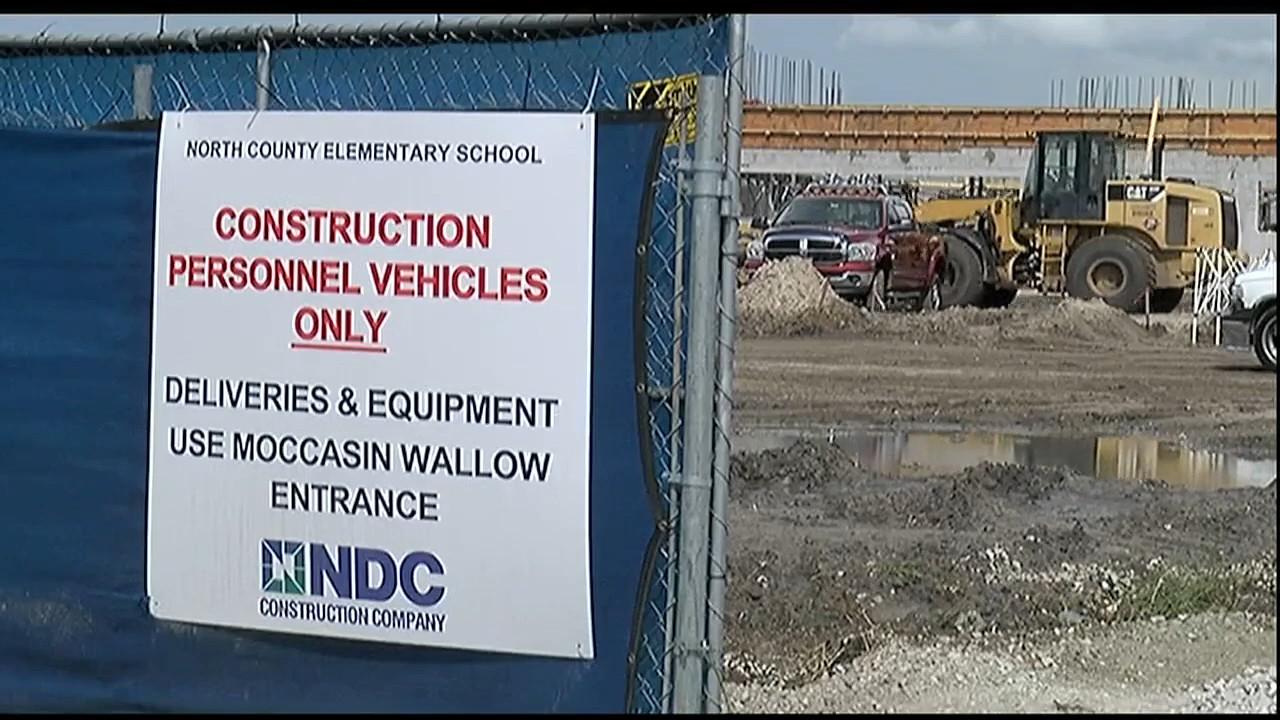 NORTH COUNTY ELEMENTARY SCHOOL
CONSTRUCTION
PERSONNEL VEHICLES
ONLY
DELIVERIES & EQUIPMENT
USE MOCCASIN WALLOW
ENTRANCE
NDC
CONSTRUCTION COMPANY
CAT